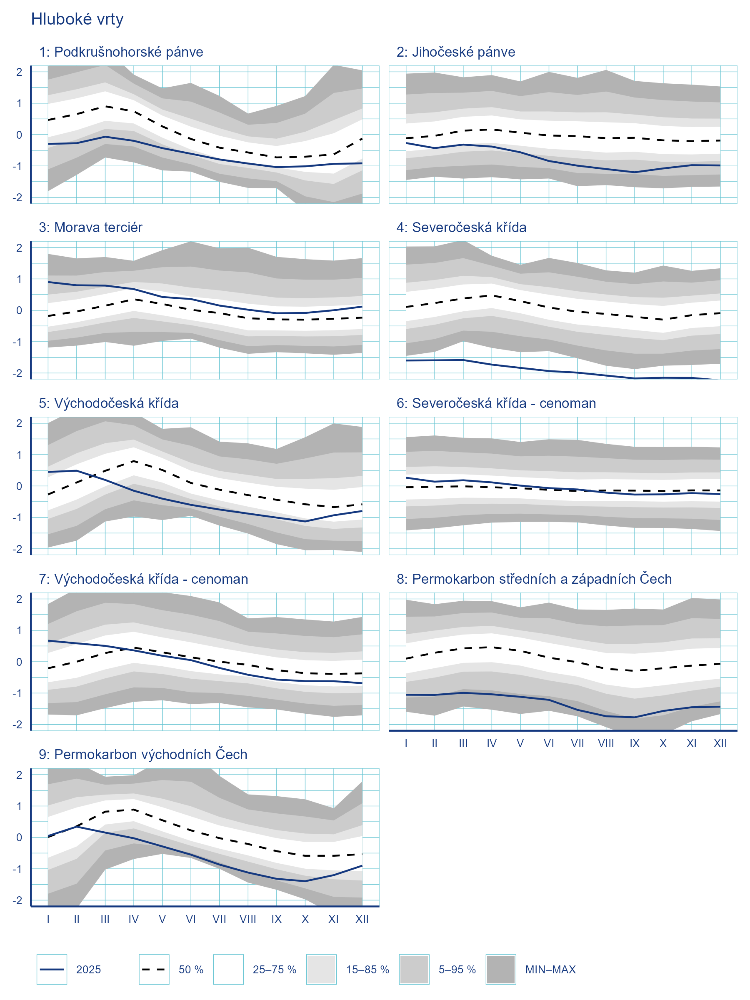 Hluboké vrty
1: Podkrušnohorské pánve
2: Jihočeské pánve
2
1
0
-1
-2
3: Morava terciér
4: Severočeská křída
2
1
0
-1
-2
5: Východočeská křída
6: Severočeská křída - cenoman
2
1
0
-1
-2
7: Východočeská křída - cenoman
8: Permokarbon středních a západních Čech
2
1
0
-1
-2
I II III IV V VI VII VIII IX X XI XII
9: Permokarbon východních Čech
2
1
0
-1
-2
I II III IV V VI VII VIII IX X XI XII
2025 50 % 25–75 % 15–85 % 5–95 % MIN–MAX